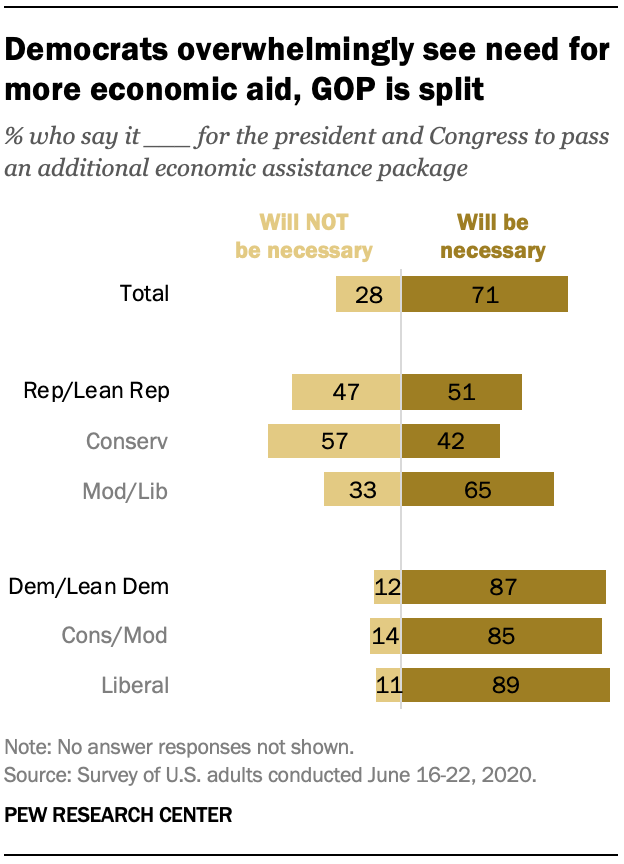 Democrats overwhelmingly see need for
more economic aid, GOP is split
% who say it ___ for the president and Congress to pass
an additional economic assistance package
Will NOT
be necessary
Will be
necessary
Total 28 71
Rep/Lean Rep 47 51
Conserv 57 42
Mod/Lib 33 65
Dem/Lean Dem 12 87
Cons/Mod 14 85
Liberal 11 89
Note: No answer responses not shown.
Source: Survey of U.S. adults conducted June 16-22, 2020.
PEW RESEARCH CENTER